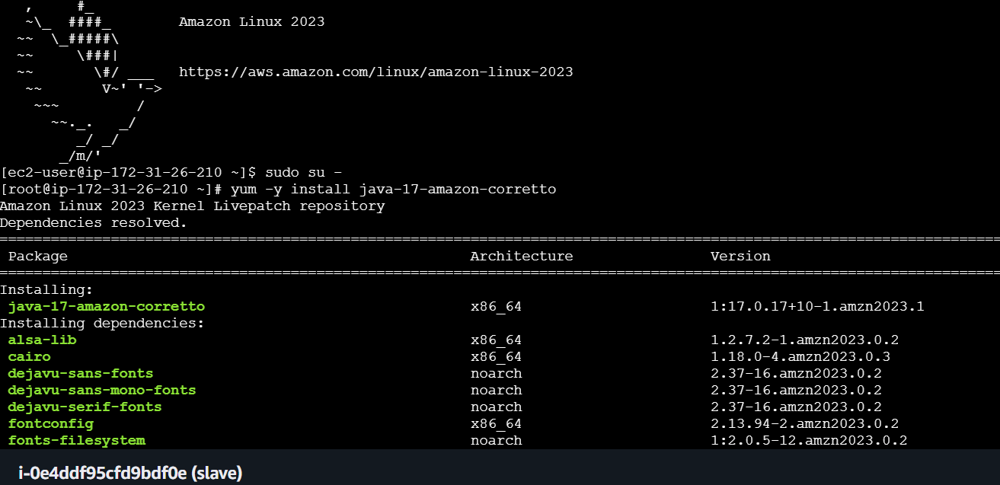 ,     #_
   ~\_  ####_        Amazon Linux 2023
  ~~  \_#####\
  ~~     \###|
  ~~       \#/ ___   https://aws.amazon.com/linux/amazon-linux-2023
   ~~       V~' '->
    ~~~         /
      ~~._.   _/
         _/ _/
       _/m/'
[ec2-user@ip-172-31-26-210 ~]$ sudo su -
[root@ip-172-31-26-210 ~]# yum -y install java-17-amazon-corretto
Amazon Linux 2023 Kernel Livepatch repository
Dependencies resolved.
=====================================================================================================================
 Package                                               Architecture                Version
=====================================================================================================================
Installing:
 java-17-amazon-corretto                               x86_64                      1:17.0.17+10-1.amzn2023.1
Installing dependencies:
 alsa-lib                                              x86_64                      1.2.7.2-1.amzn2023.0.2
 cairo                                                 x86_64                      1.18.0-4.amzn2023.0.3
 dejavu-sans-fonts                                     noarch                      2.37-16.amzn2023.0.2
 dejavu-sans-mono-fonts                                noarch                      2.37-16.amzn2023.0.2
 dejavu-serif-fonts                                    noarch                      2.37-16.amzn2023.0.2
 fontconfig                                            x86_64                      2.13.94-2.amzn2023.0.2
 fonts-filesystem                                      noarch                      1:2.0.5-12.amzn2023.0.2
i-0e4ddf95cfd9bdf0e (slave)